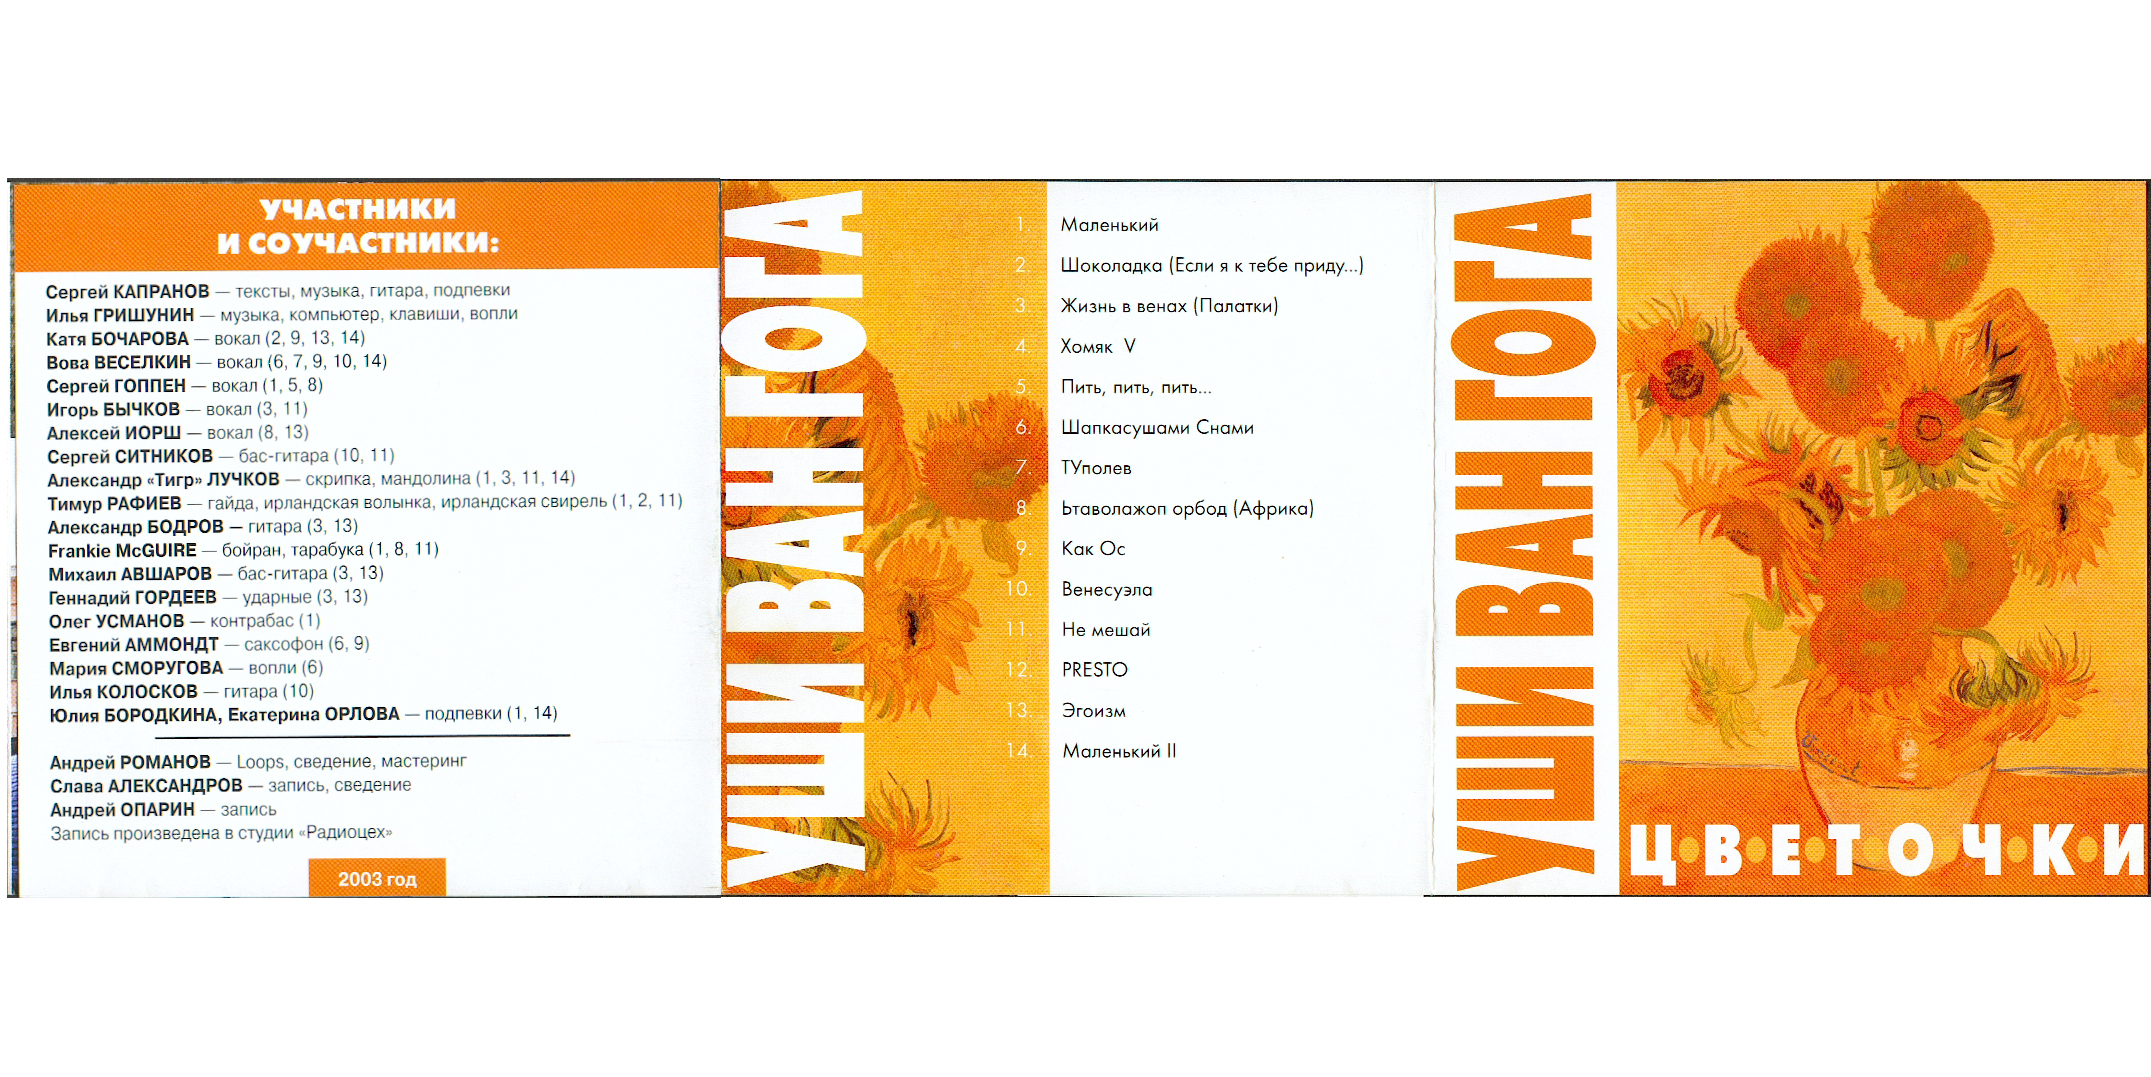 УЧАСТНИКИ
И СОУЧАСТНИКИ:
Сергей КАПРАНОВ — тексты, музыка, гитара, подпевки
Илья ГРИШУНИН — музыка, компьютер, клавиши, вопли
Катя БОЧАРОВА — вокал (2, 9, 13, 14)
Вова ВЕСЕЛКИН — вокал (6, 7, 9, 10, 14)
Сергей ГОППЕН — вокал (1, 5, 8)
Игорь БЫЧКОВ — вокал (3, 11)
Алексей ИОРШ — вокал (8, 13)
Сергей СИТНИКОВ — бас-гитара (10, 11)
Александр «Тигр» ЛУЧКОВ — скрипка, мандолина (1, 3, 11, 14)
Тимур РАФИЕВ — гайда, ирландская волынка, ирландская свирель (1, 2, 11)
Александр БОДРОВ — гитара (3, 13)
Frankie McGUIRE — бойран, тарабука (1, 8, 11)
Михаил АВШАРОВ — бас-гитара (3, 13)
Геннадий ГОРДЕЕВ — ударные (3, 13)
Олег УСМАНОВ — контрабас (1)
Евгений АММОНДТ — саксофон (6, 9)
Мария СМОРУГОВА — вопли (6)
Илья КОЛОСКОВ — гитара (10)
Юлия БОРОДКИНА, Екатерина ОРЛОВА — подпевки (1, 14)
Андрей РОМАНОВ — Loops, сведение, мастеринг
Слава АЛЕКСАНДРОВ — запись, сведение
Андрей ОПАРИН — запись
Запись произведена в студии «Радиоцех»
2003 год
УШИ ВАН ГОГА
1. Маленький
2. Шоколадка (Если я к тебе приду...)
3. Жизнь в венах (Палатки)
4. Хомяк V
5. Пить, пить, пить...
6. Шапкасушами Снами
7. ТУполев
8. Ьтаволажоп орбод (Африка)
9. Как Ос
10. Венесуэла
11. Не мешай
12. PRESTO
13. Эгоизм
14. Маленький II
УШИ ВАН ГОГА
Vincent
Ц•В•Е•Т•О•Ч•К•И